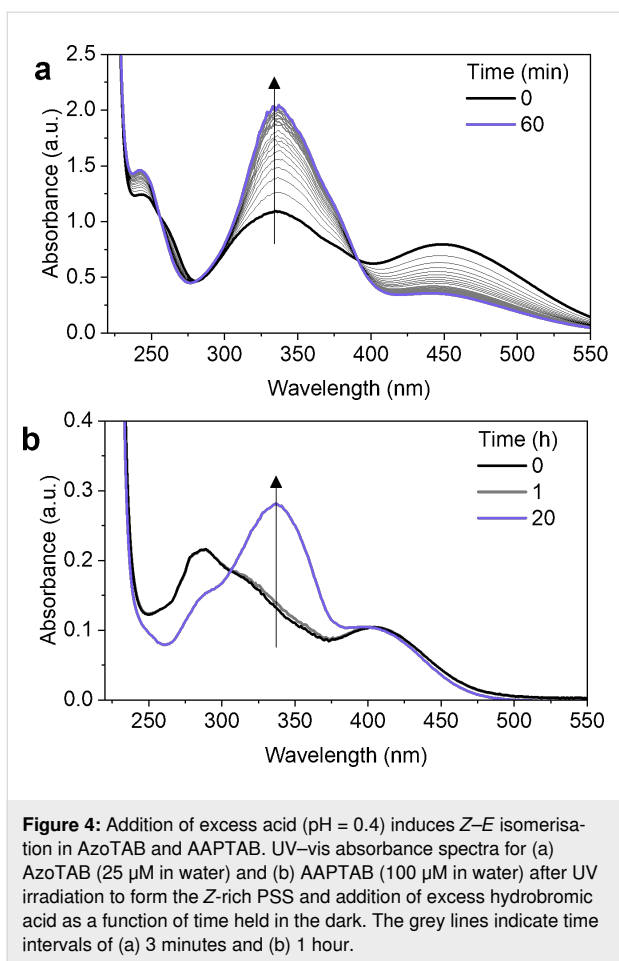 a
Time (min)
0
60
2.5
2.0
1.5
1.0
0.5
0.0
Absorbance (a.u.)
250 300 350 400 450 500 550
Wavelength (nm)
b
Time (h)
0
1
20
0.4
0.3
0.2
0.1
0.0
Absorbance (a.u.)
250 300 350 400 450 500 550
Wavelength (nm)
Figure 4: Addition of excess acid (pH = 0.4) induces Z–E isomerisa-
tion in AzoTAB and AAPTAB. UV–vis absorbance spectra for (a)
AzoTAB (25 μM in water) and (b) AAPTAB (100 μM in water) after UV
irradiation to form the Z-rich PSS and addition of excess hydrobromic
acid as a function of time held in the dark. The grey lines indicate time
intervals of (a) 3 minutes and (b) 1 hour.